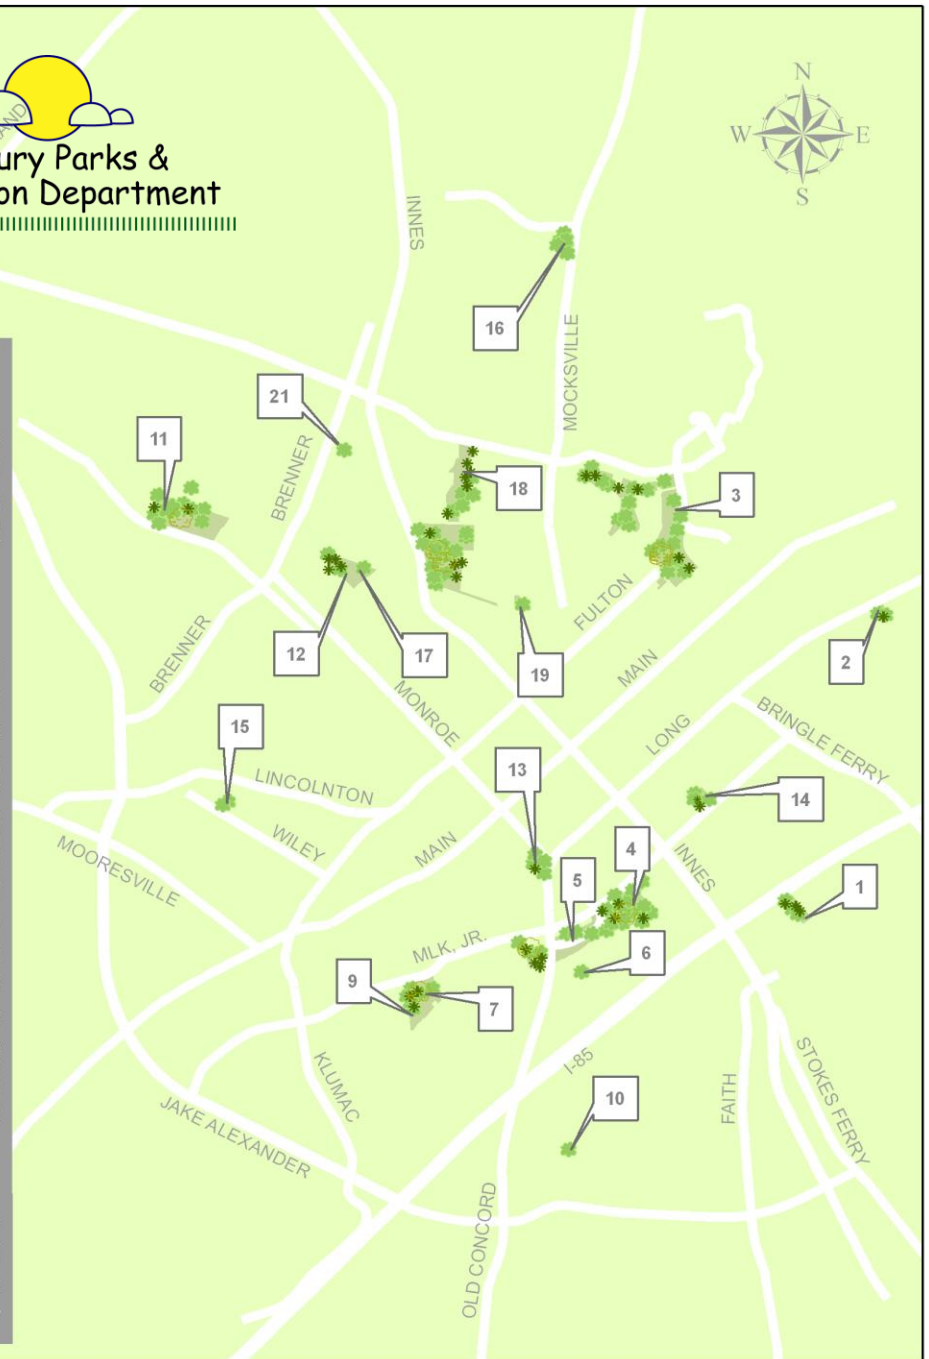 AND
ury Parks &
on Department
N
W E
S
INNES
16
MOCKSVILLE
21
11
BRENNER
18
3
FULTON
12
17
19
2
BRENNER
MAIN
MONROE
15
LONG
BRINGLE FERRY
13
LINCOLNTON
14
WILEY
MAIN
4
INNES
MOORESVILLE
5
1
MLK, JR.
6
9
7
I-85
STOKES FERRY
KLUMAC
FAITH
10
JAKE ALEXANDER
OLD CONCORD